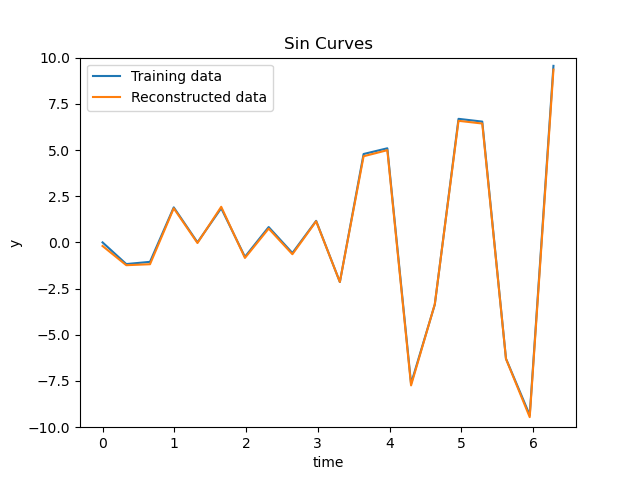 Sin Curves
Training data
Reconstructed data
10.0
7.5
5.0
2.5
0.0
−2.5
−5.0
−7.5
−10.0
y
0 1 2 3 4 5 6
time